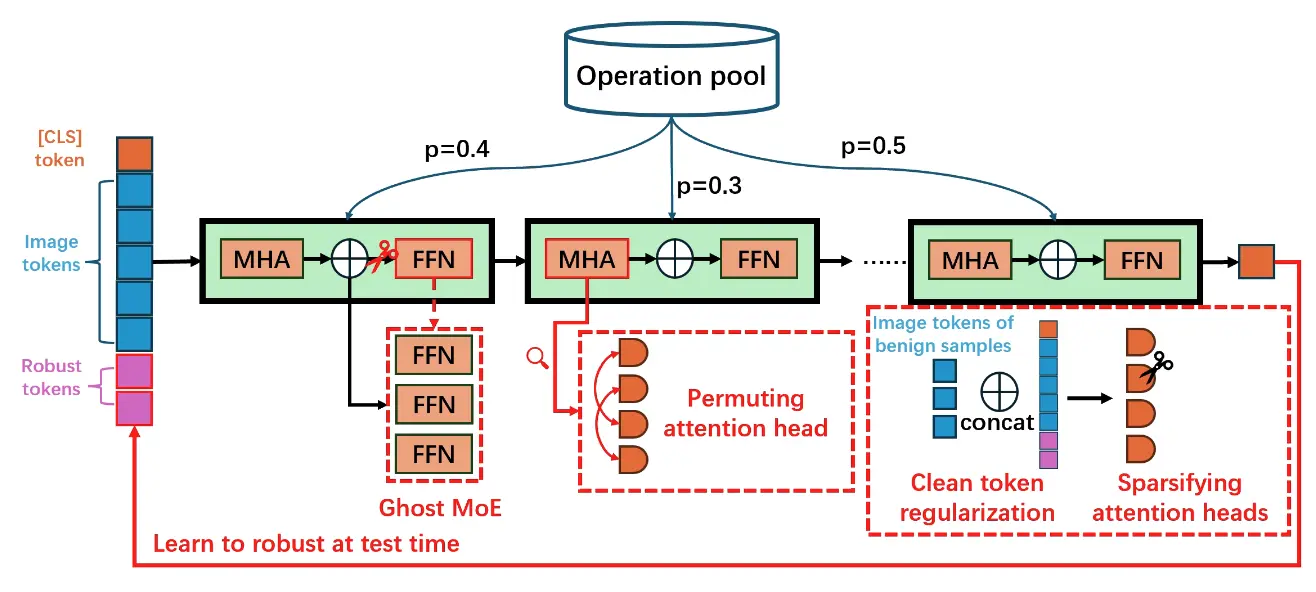 Operation pool
p=0.4
p=0.3
p=0.5
[CLS]
token
Image
tokens
Robust
tokens
MHA
FFN
MHA
FFN
......
MHA
FFN
FFN
FFN
FFN
Ghost MoE
Permuting
attention head
Image tokens of
benign samples
concat
Clean token
regularization
Sparsifying
attention heads
Learn to robust at test time